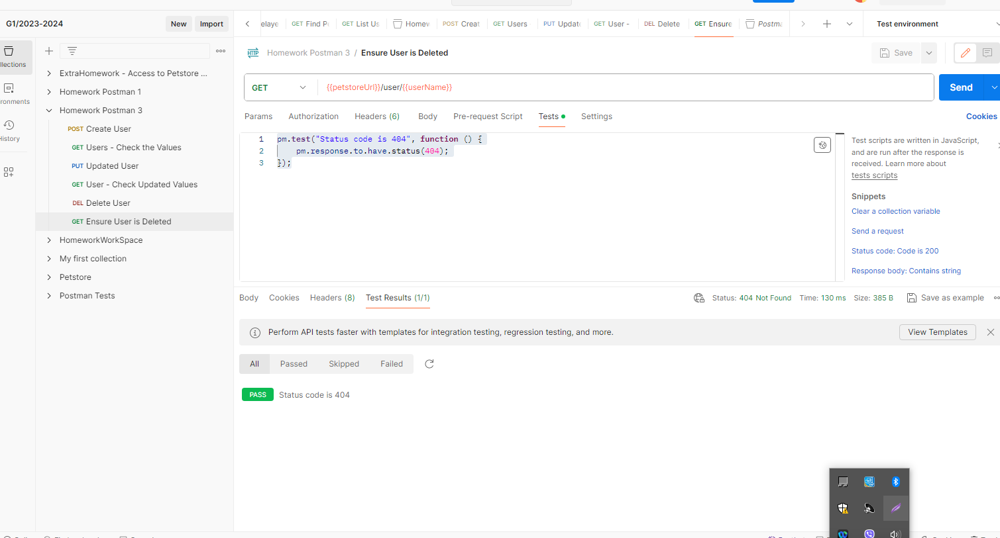 G1/2023-2024
New
Import
elaye
GET Find P
GET List Us
Homew
POST Creat
GET Users
PUT Update
GET User -
DEL Delete
GET Ensure
Postma
Test environment
llections
ronments
History
ExtraHomework - Access to Petstore ...
Homework Postman 1
Homework Postman 3
POST Create User
GET Users - Check the Values
PUT Updated User
GET User - Check Updated Values
DEL Delete User
GET Ensure User is Deleted
HomeworkWorkSpace
My first collection
Petstore
Postman Tests
HTTP Homework Postman 3 / Ensure User is Deleted
Save
GET
{{petstoreUrl}}/user/{{userName}}
Send
Params
Authorization
Headers (6)
Body
Pre-request Script
Tests
Settings
Cookies
1 pm.test("Status code is 404", function () {
2 pm.response.to.have.status(404);
3 });
Test scripts are written in JavaScript,
and are run after the response is
received. Learn more about
tests scripts
Snippets
Clear a collection variable
Send a request
Status code: Code is 200
Response body: Contains string
Body
Cookies
Headers (8)
Test Results (1/1)
Status: 404 Not Found
Time: 130 ms
Size: 385 B
Save as example
Perform API tests faster with templates for integration testing, regression testing, and more.
View Templates
All
Passed
Skipped
Failed
PASS
Status code is 404